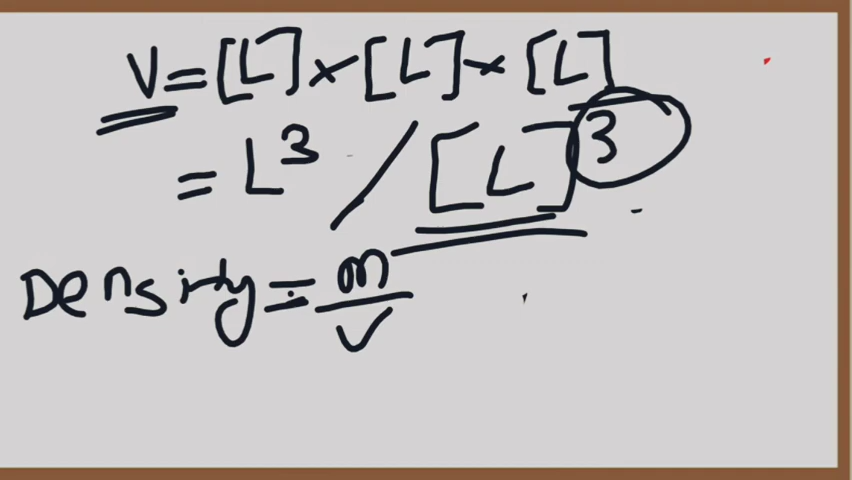 V = [L] × [L] × [L]
= L³ / [L]³
Density = m/V